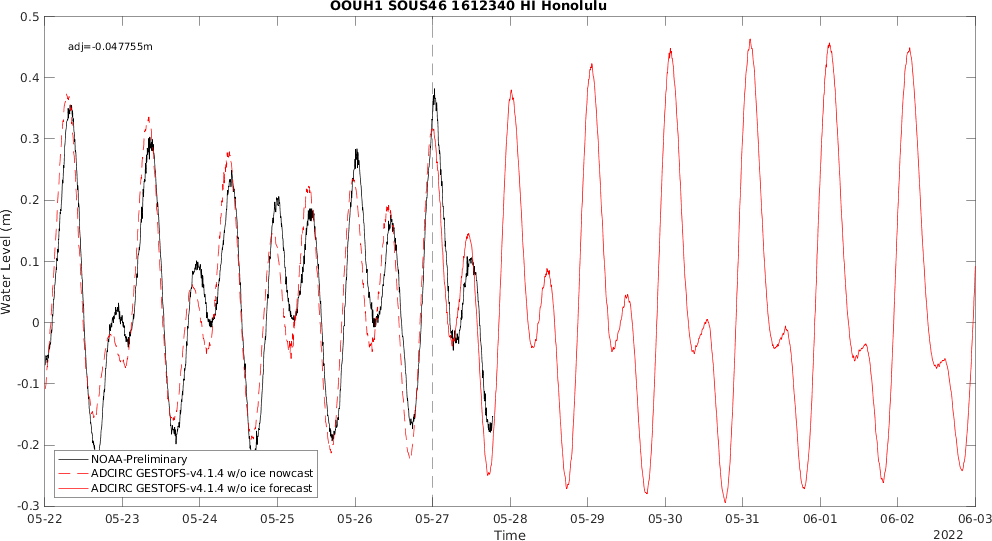 OOUH1 SOUS46 1612340 HI Honolulu
adj=-0.047755m
0.5
0.4
0.3
0.2
0.1
0
-0.1
-0.2
-0.3
Water Level (m)
NOAA-Preliminary
ADCIRC GESTOFS-v4.1.4 w/o ice nowcast
ADCIRC GESTOFS-v4.1.4 w/o ice forecast
05-22 05-23 05-24 05-25 05-26 05-27 05-28 05-29 05-30 05-31 06-01 06-02 06-03
Time
2022